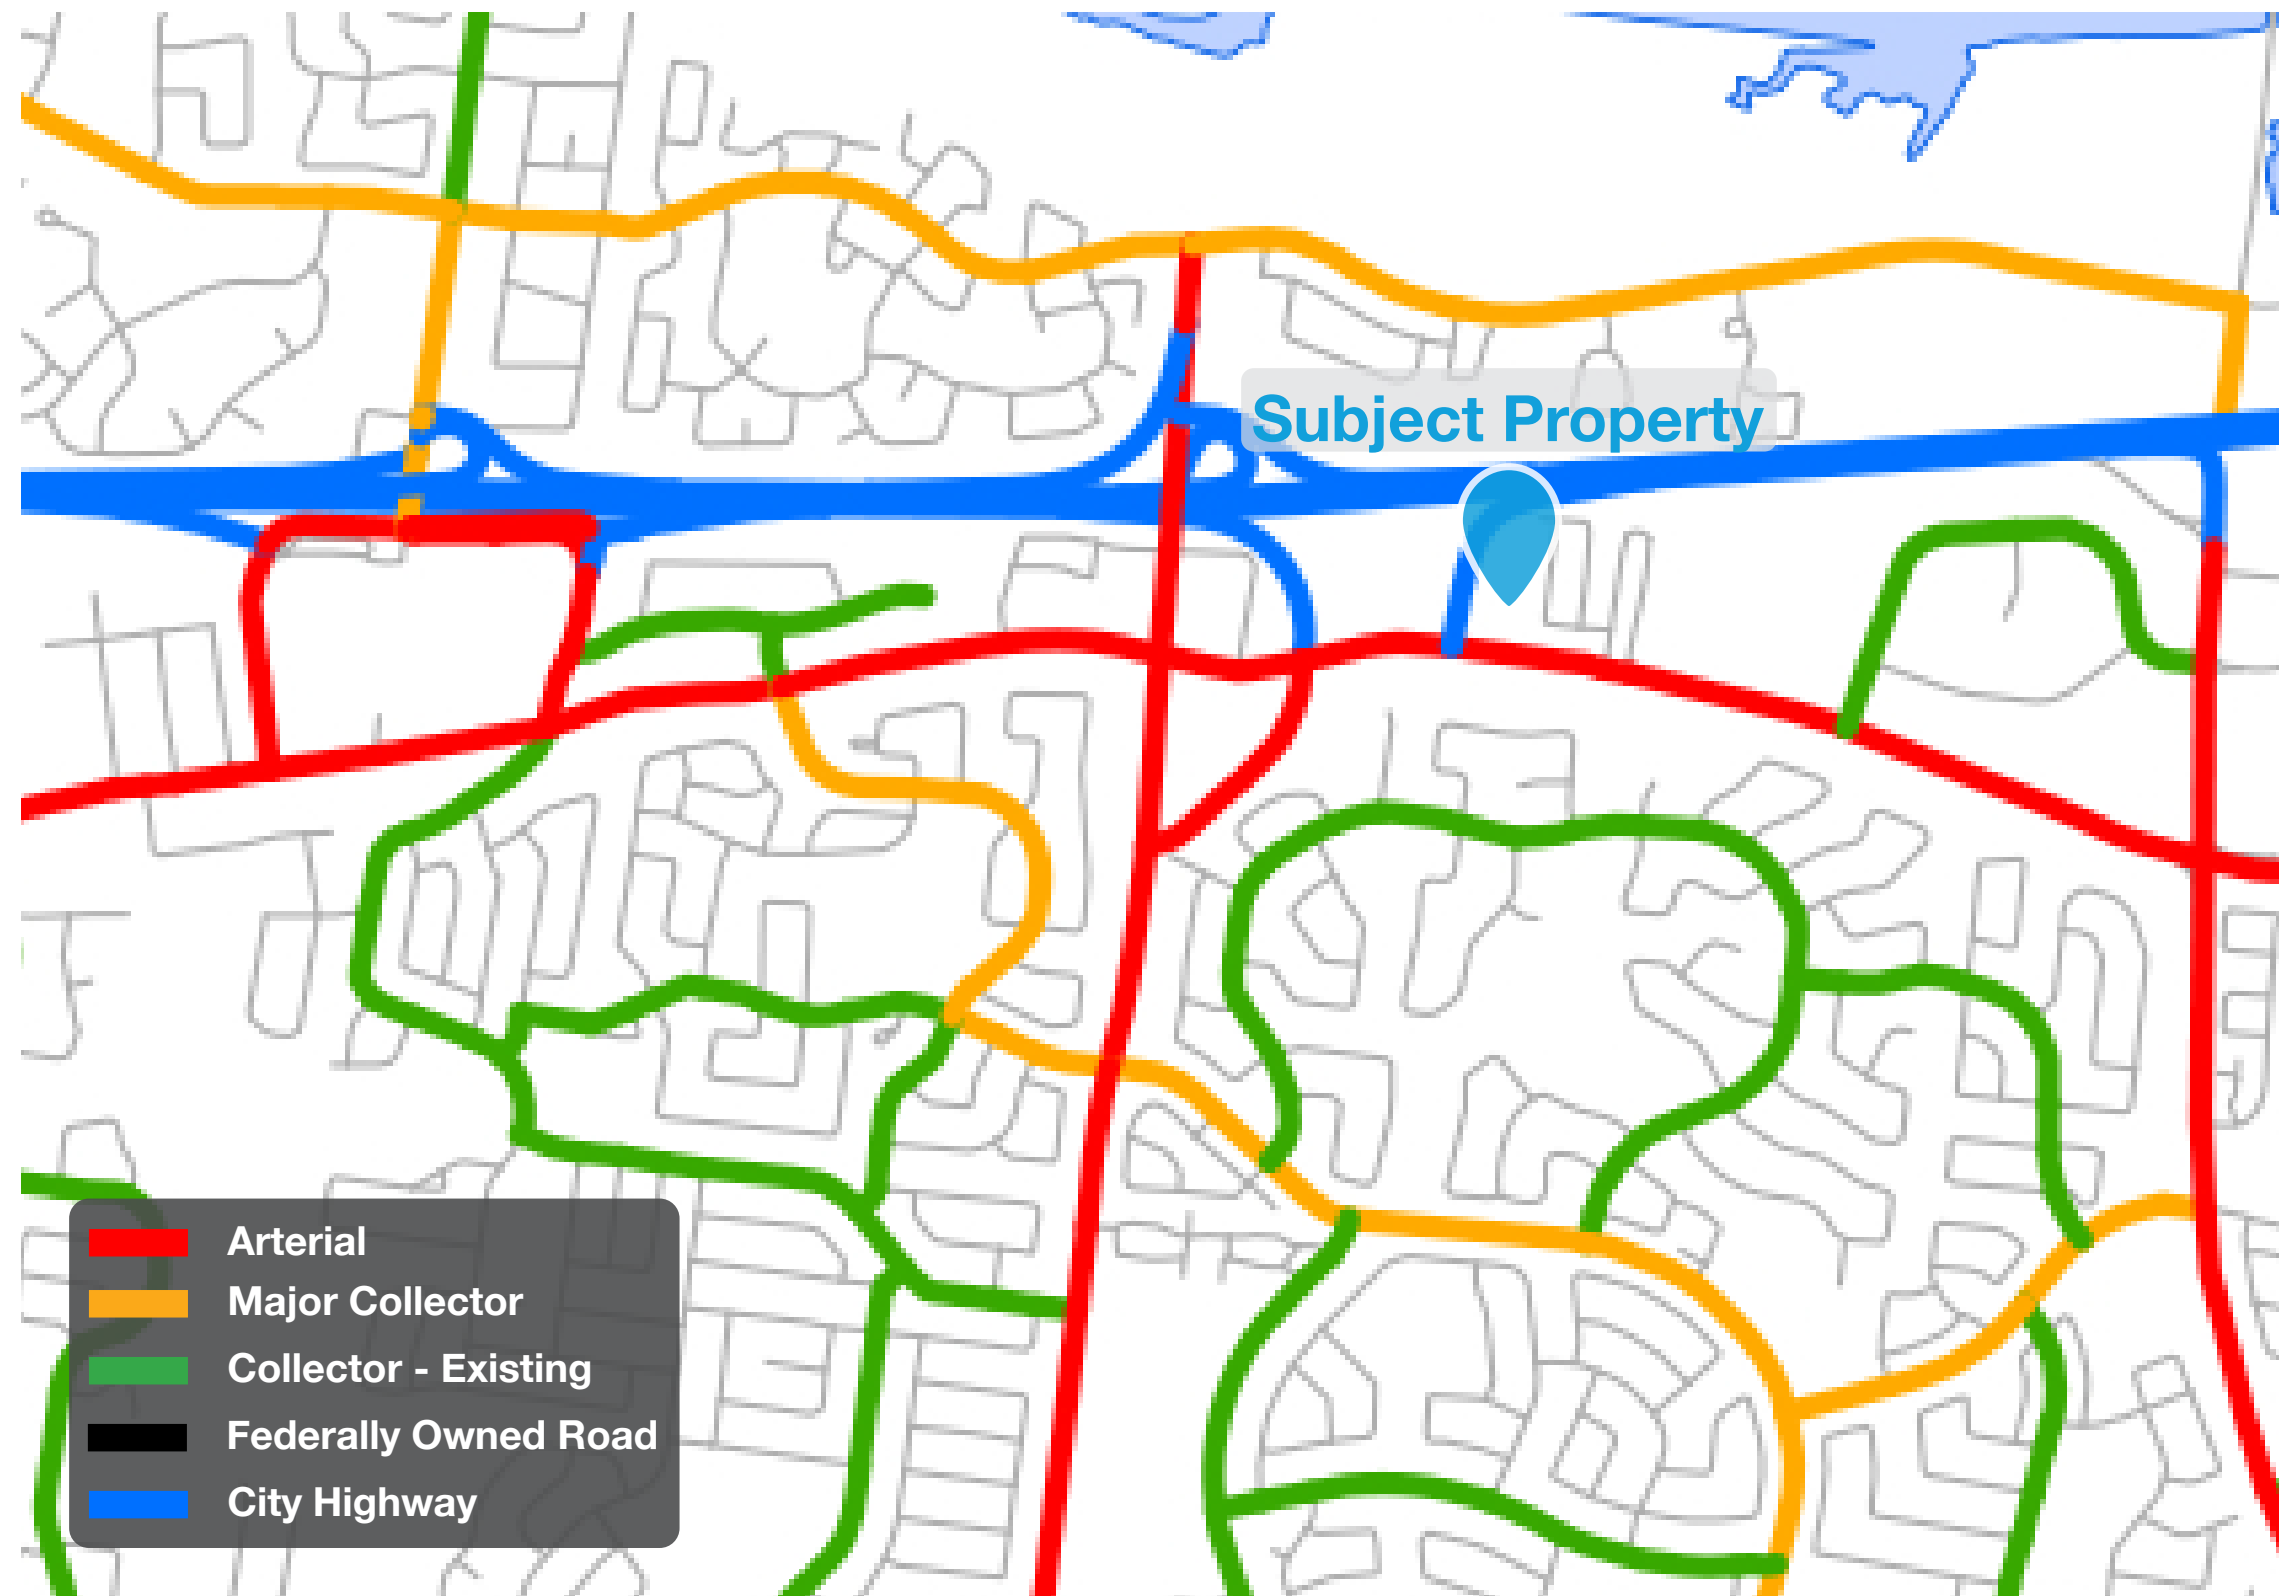 Subject Property
Arterial
Major Collector
Collector - Existing
Federally Owned Road
City Highway